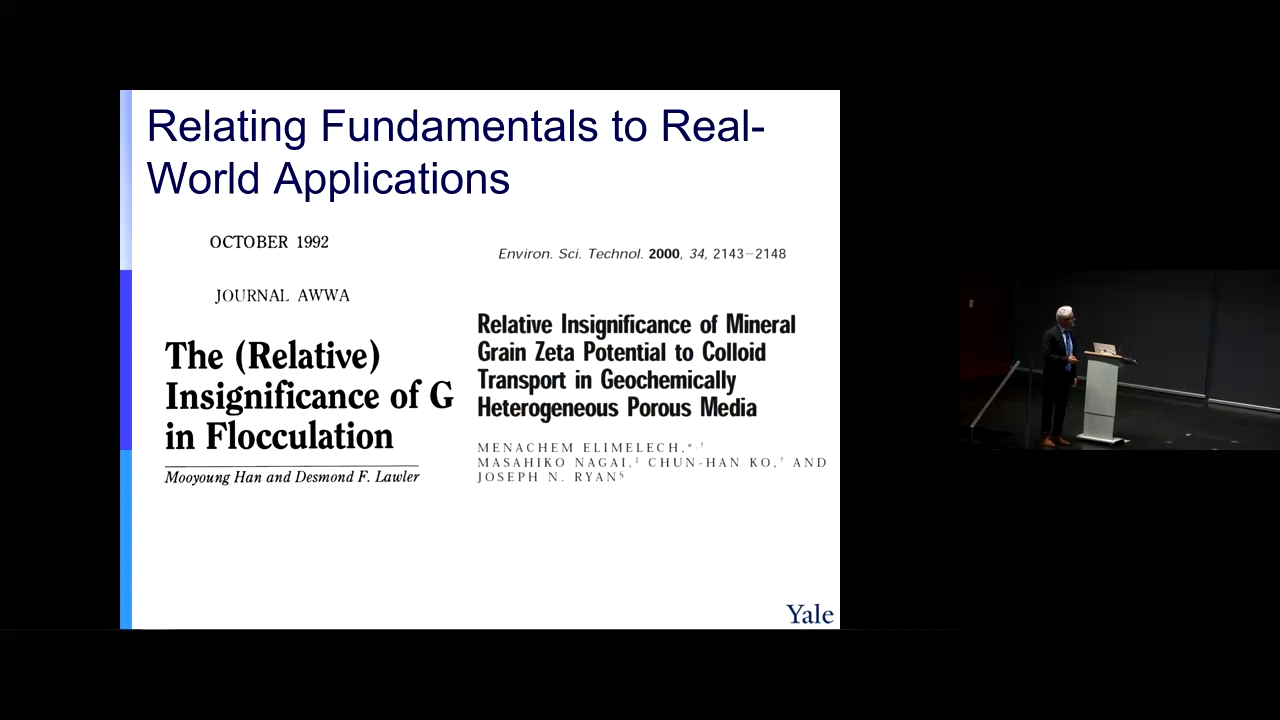 Relating Fundamentals to Real-
World Applications
OCTOBER 1992
JOURNAL AWWA
The (Relative)
Insignificance of G
in Flocculation
Mooyoung Han and Desmond F. Lawler
Environ. Sci. Technol. 2000, 34, 2143–2148
Relative Insignificance of Mineral
Grain Zeta Potential to Colloid
Transport in Geochemically
Heterogeneous Porous Media
MENACHEM ELIMELECH,*,†
MASAHIKO NAGAI,‡ CHUN-HAN KO,† AND
JOSEPH N. RYAN§
Yale